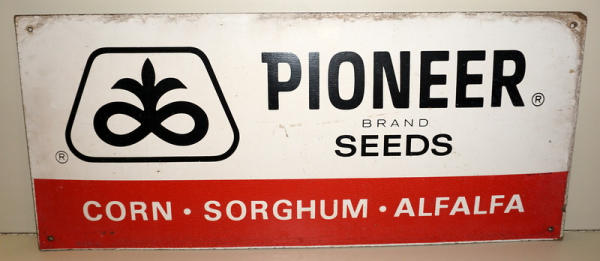 PIONEER®
BRAND
SEEDS
®
CORN · SORGHUM · ALFALFA